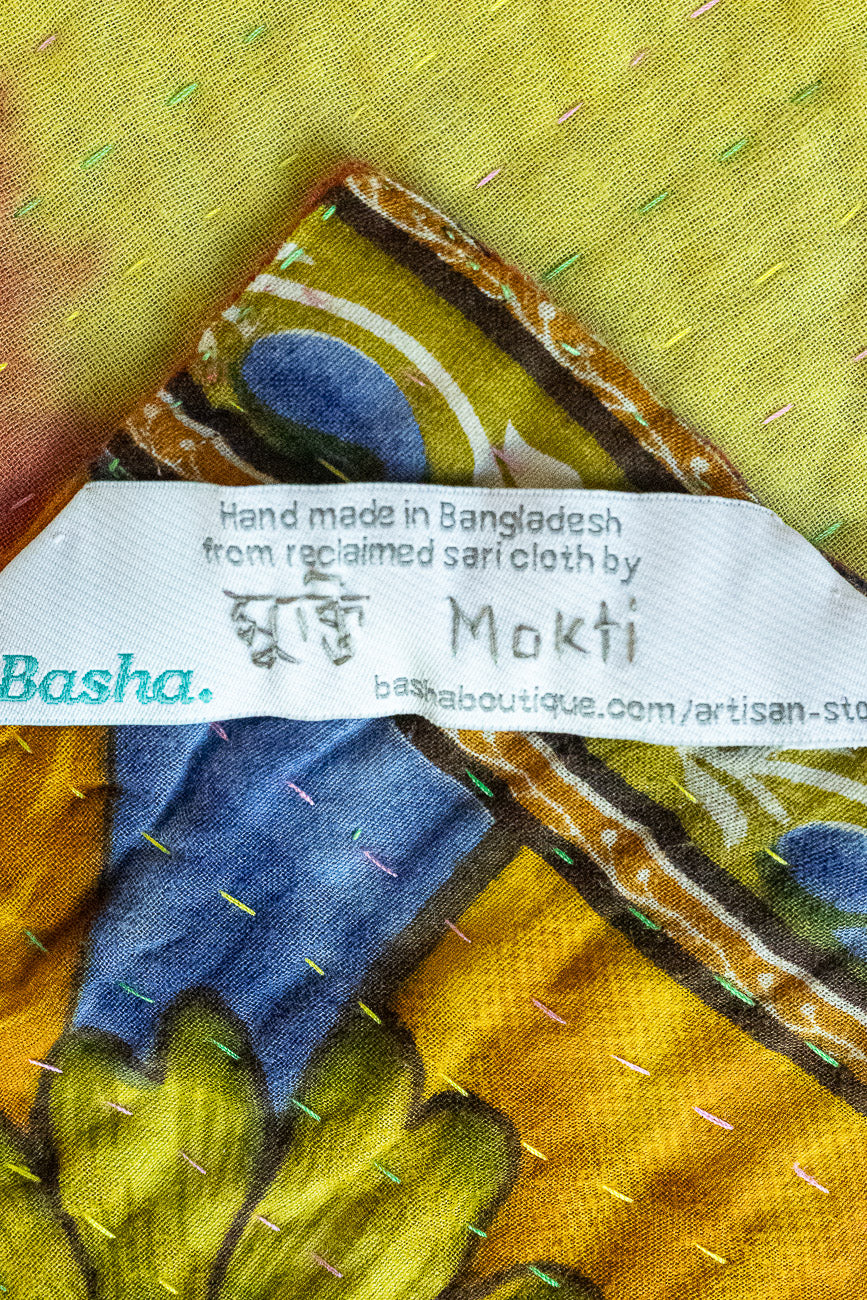 Hand made in Bangladesh
from reclaimed sari cloth by
মুক্তি Mokti
Basha.
bashaboutique.com/artisan-sto